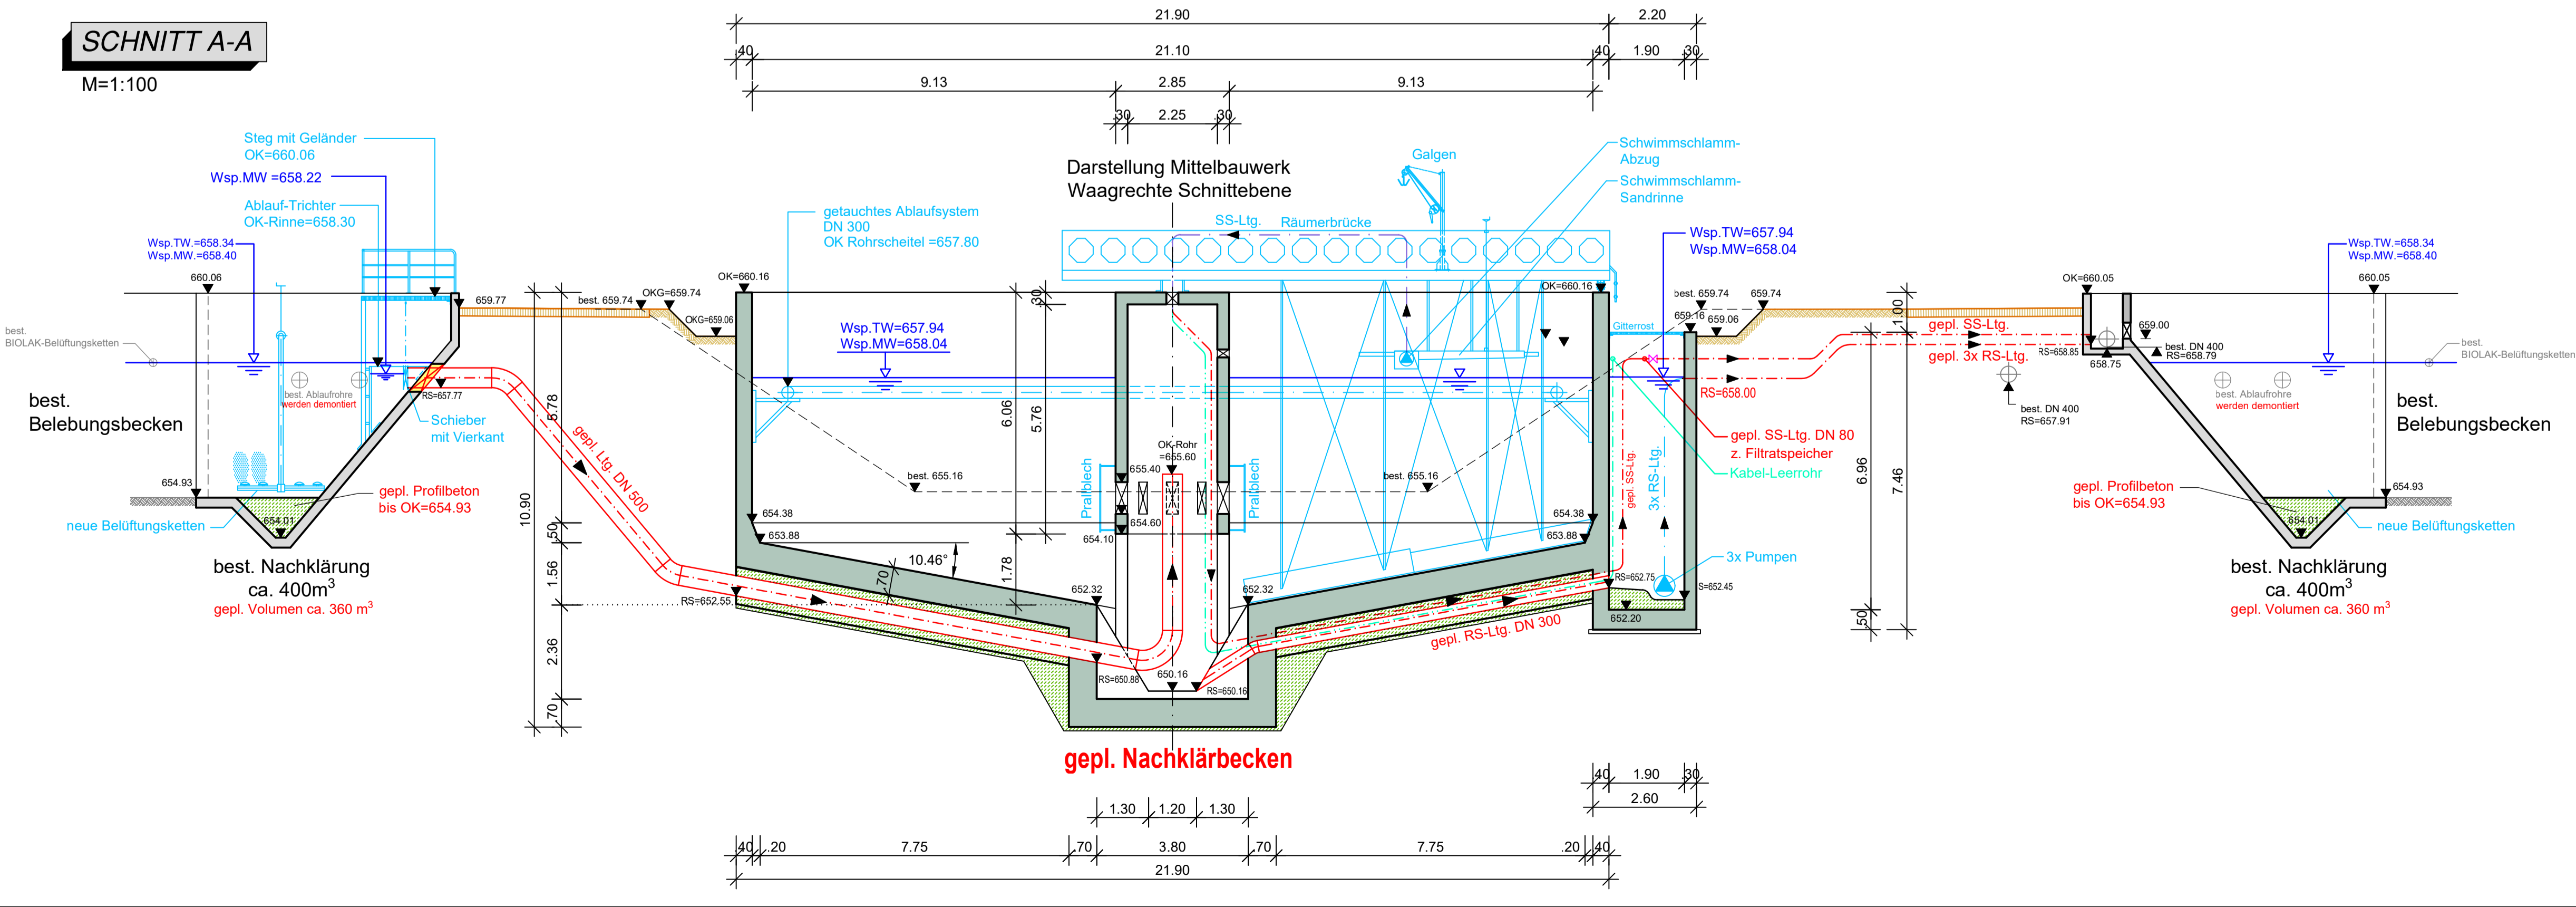 SCHNITT A-A
M=1:100
21.90
2.20
.40
21.10
.40
1.90
.30
9.13
2.85
9.13
.30
2.25
.30
Steg mit Geländer
OK=660.06
Wsp.MW =658.22
Ablauf-Trichter
OK-Rinne=658.30
Wsp.TW.=658.34
Wsp.MW.=658.40
660.06
best.
BIOLAK-Belüftungsketten
best.
Belebungsbecken
654.93
neue Belüftungsketten
654.01
best. Ablaufrohre
werden demontiert
RS=657.77
Schieber
mit Vierkant
gepl. Profilbeton
bis OK=654.93
best. Nachklärung
ca. 400m³
gepl. Volumen ca. 360 m³
659.77
best. 659.74
OKG=659.74
OKG=659.06
OK=660.16
gepl. Ltg. DN 500
10.90
5.78
.50
1.56
2.36
.70
getauchtes Ablaufsystem
DN 300
OK Rohrscheitel =657.80
Wsp.TW=657.94
Wsp.MW=658.04
best. 655.16
654.38
653.88
10.46°
.70
RS=652.55
Darstellung Mittelbauwerk
Waagrechte Schnittebene
SS-Ltg.
Räumerbrücke
Galgen
Schwimmschlamm-
Abzug
Schwimmschlamm-
Sandrinne
.30
6.06
5.76
1.78
OK-Rohr
=655.60
655.40
Prallblech
Prallblech
654.60
654.10
652.32
652.32
RS=650.88
650.16
RS=650.16
best. 655.16
654.38
653.88
OK=660.16
gepl. RS-Ltg. DN 300
gepl. Nachklärbecken
Wsp.TW=657.94
Wsp.MW=658.04
best. 659.74
659.74
659.16
659.06
Gitterrost
RS=658.00
gepl. SS-Ltg.
3x RS-Ltg.
gepl. SS-Ltg. DN 80
z. Filtratspeicher
Kabel-Leerrohr
3x Pumpen
RS=652.75
S=652.45
652.20
6.96
.50
7.46
1.00
gepl. SS-Ltg.
gepl. 3x RS-Ltg.
best. DN 400
RS=657.91
OK=660.05
RS=658.85
658.75
659.00
best. DN 400
RS=658.79
Wsp.TW.=658.34
Wsp.MW.=658.40
660.05
best.
BIOLAK-Belüftungsketten
best. Ablaufrohre
werden demontiert
best.
Belebungsbecken
gepl. Profilbeton
bis OK=654.93
654.93
654.01
neue Belüftungsketten
best. Nachklärung
ca. 400m³
gepl. Volumen ca. 360 m³
.40
1.90
.30
2.60
1.30
1.20
1.30
.40
.20
7.75
.70
3.80
.70
7.75
.20
.40
21.90